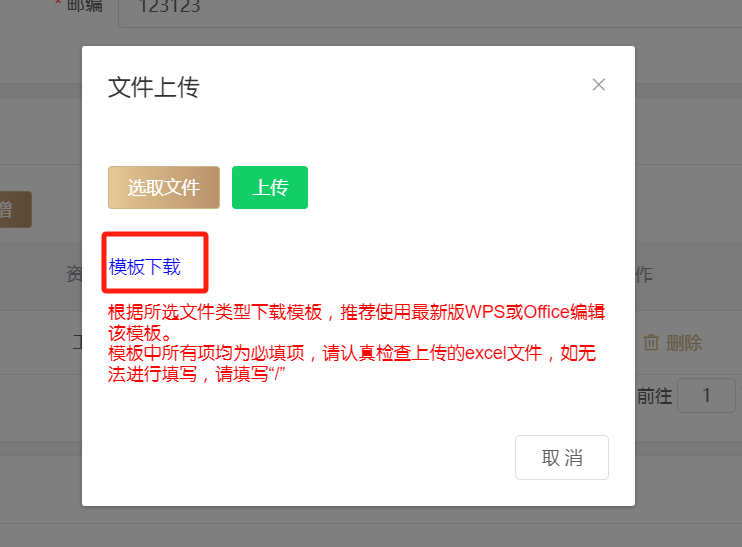 * 邮编 123123
文件上传
选取文件 上传
增
模板下载
资
作
根据所选文件类型下载模板，推荐使用最新版WPS或Office编辑
该模板。
工
删除
模板中所有项均为必填项，请认真检查上传的excel文件，如无
法进行填写，请填写“/”
前往 1
取 消